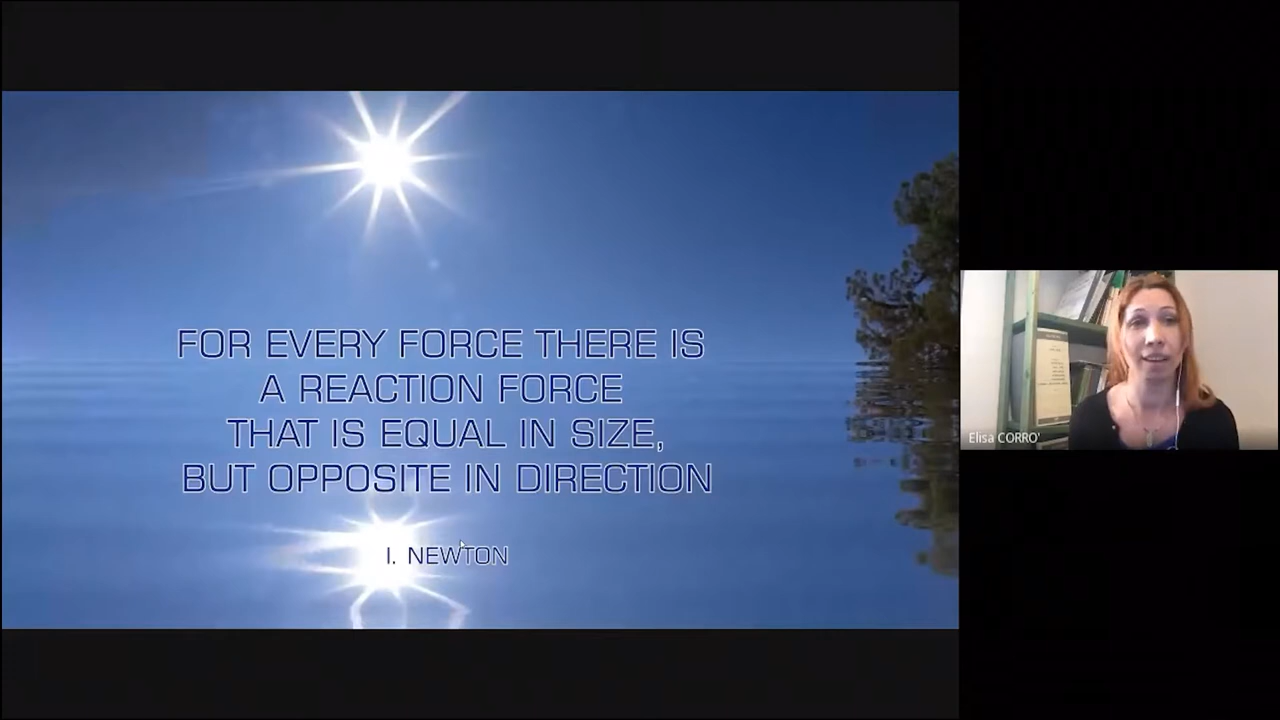 FOR EVERY FORCE THERE IS
A REACTION FORCE
THAT IS EQUAL IN SIZE,
BUT OPPOSITE IN DIRECTION
I. NEWTON
Elisa CORRO'